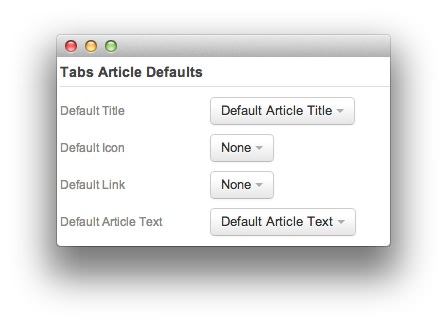 Tabs Article Defaults
Default Title Default Article Title
Default Icon None
Default Link None
Default Article Text Default Article Text